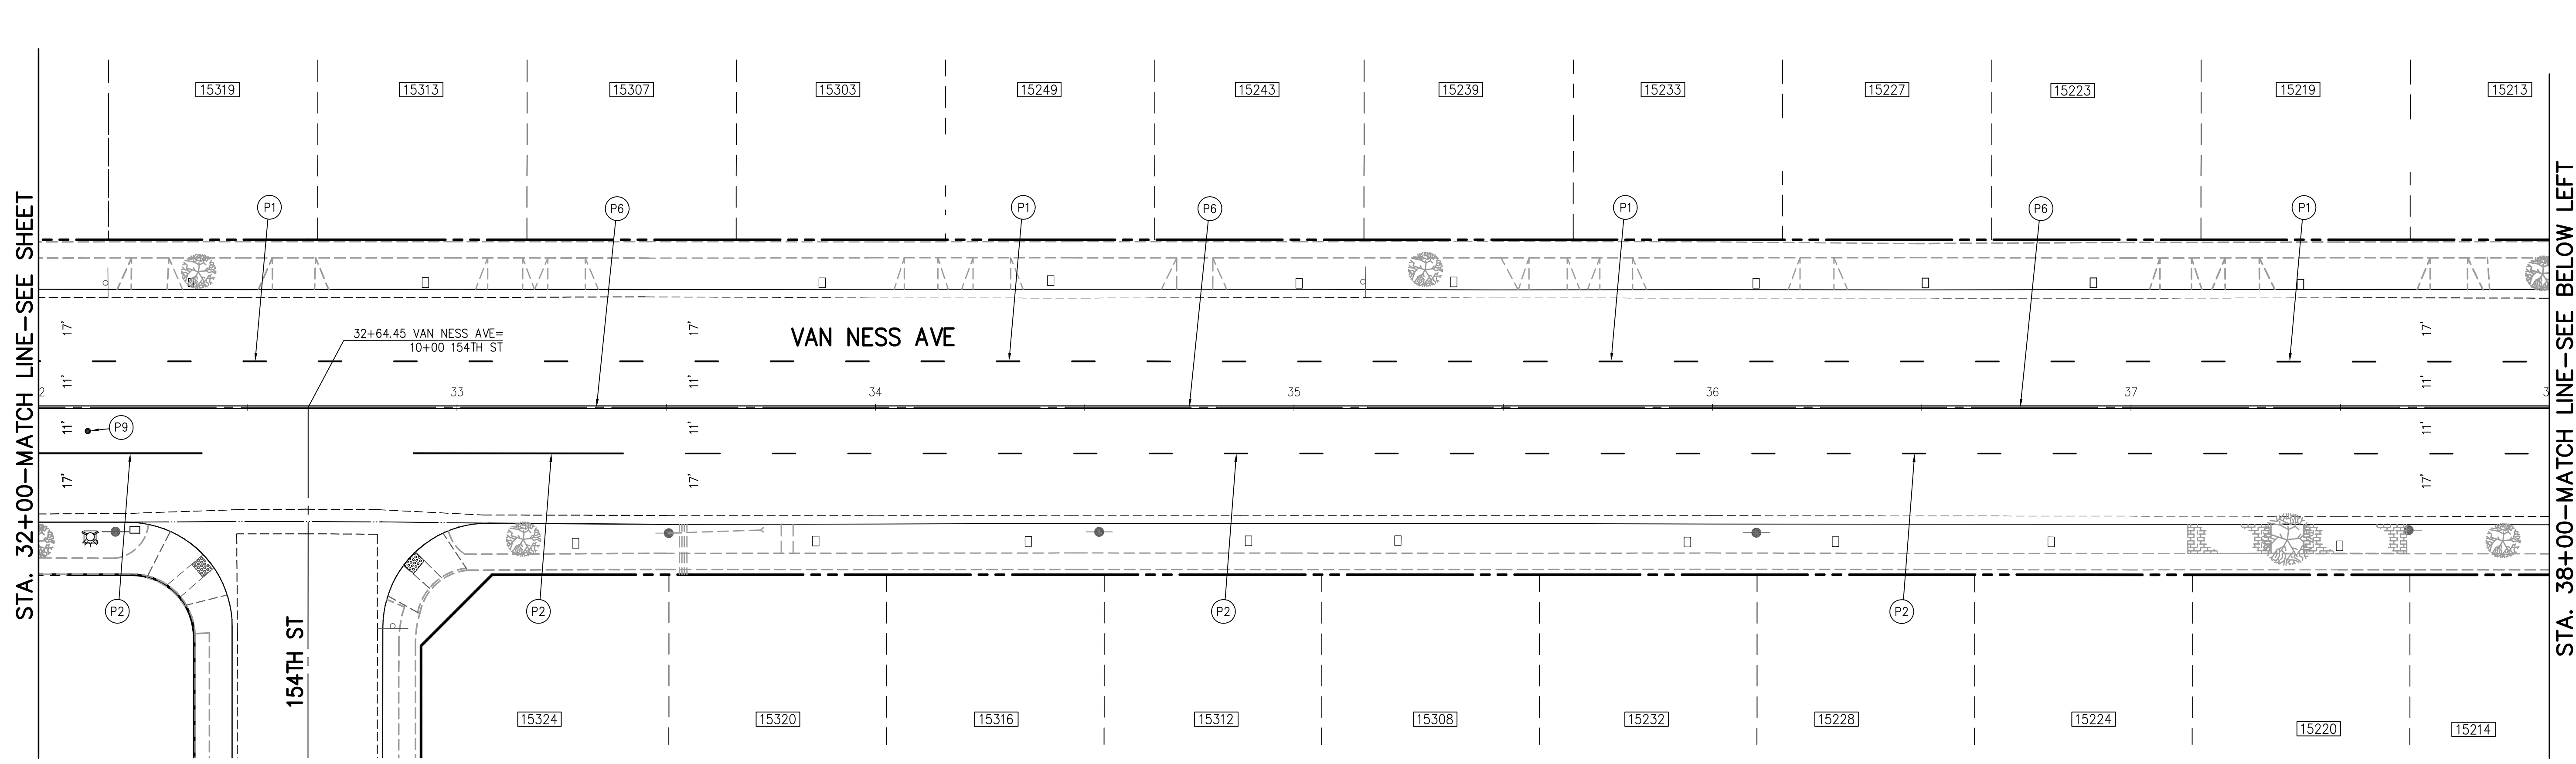 15319 15313 15307 15303 15249 15243 15239 15233 15227 15223 15219 15213
P1 P6 P1 P6 P1 P6 P1
STA. 32+00-MATCH LINE-SEE SHEET
STA. 38+00-MATCH LINE-SEE BELOW LEFT
17' 17' 17'
32+64.45 VAN NESS AVE=
10+00 154TH ST
VAN NESS AVE
11' 11' 11'
2 33 34 35 36 37 3
11' P9 11' 11'
17' 17' 17'
P2 P2 P2 P2
154TH ST
15324 15320 15316 15312 15308 15232 15228 15224 15220 15214